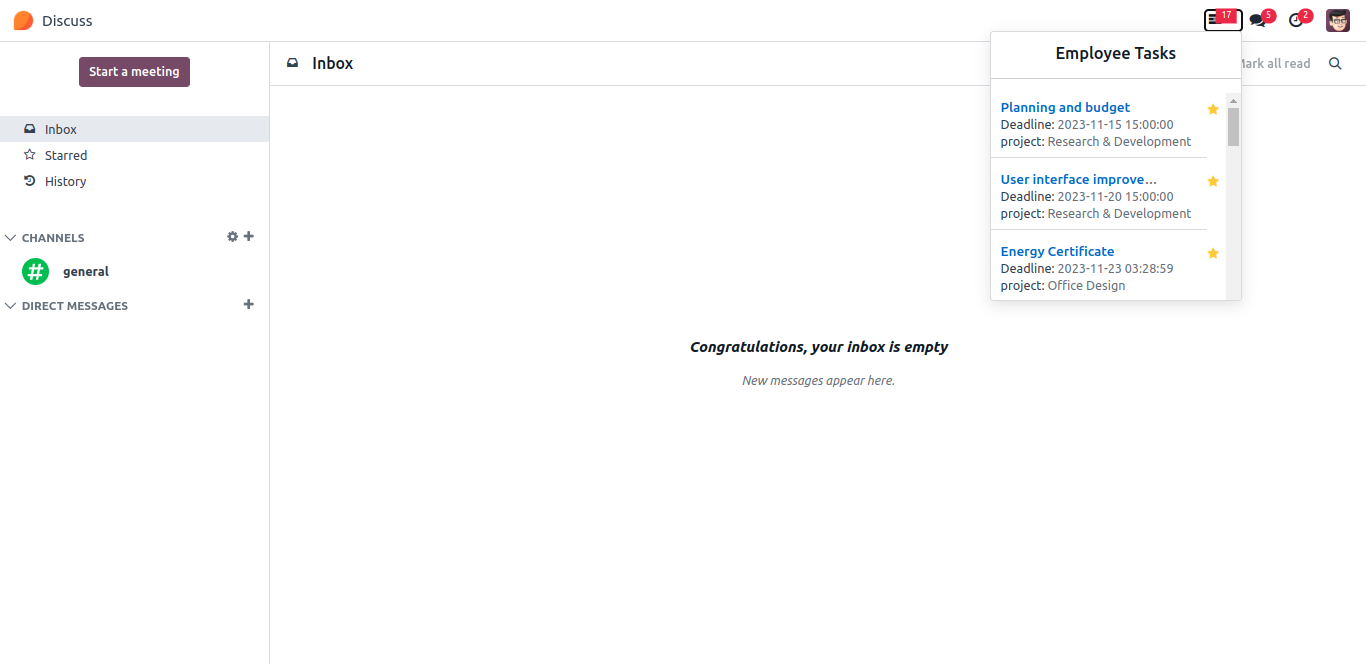 Discuss
17
5
2
Start a meeting
Inbox
Starred
History
CHANNELS
general
DIRECT MESSAGES
Inbox
Mark all read
Employee Tasks
Planning and budget
Deadline: 2023-11-15 15:00:00
project: Research & Development
User interface improve...
Deadline: 2023-11-20 15:00:00
project: Research & Development
Energy Certificate
Deadline: 2023-11-23 03:28:59
project: Office Design
Congratulations, your inbox is empty
New messages appear here.